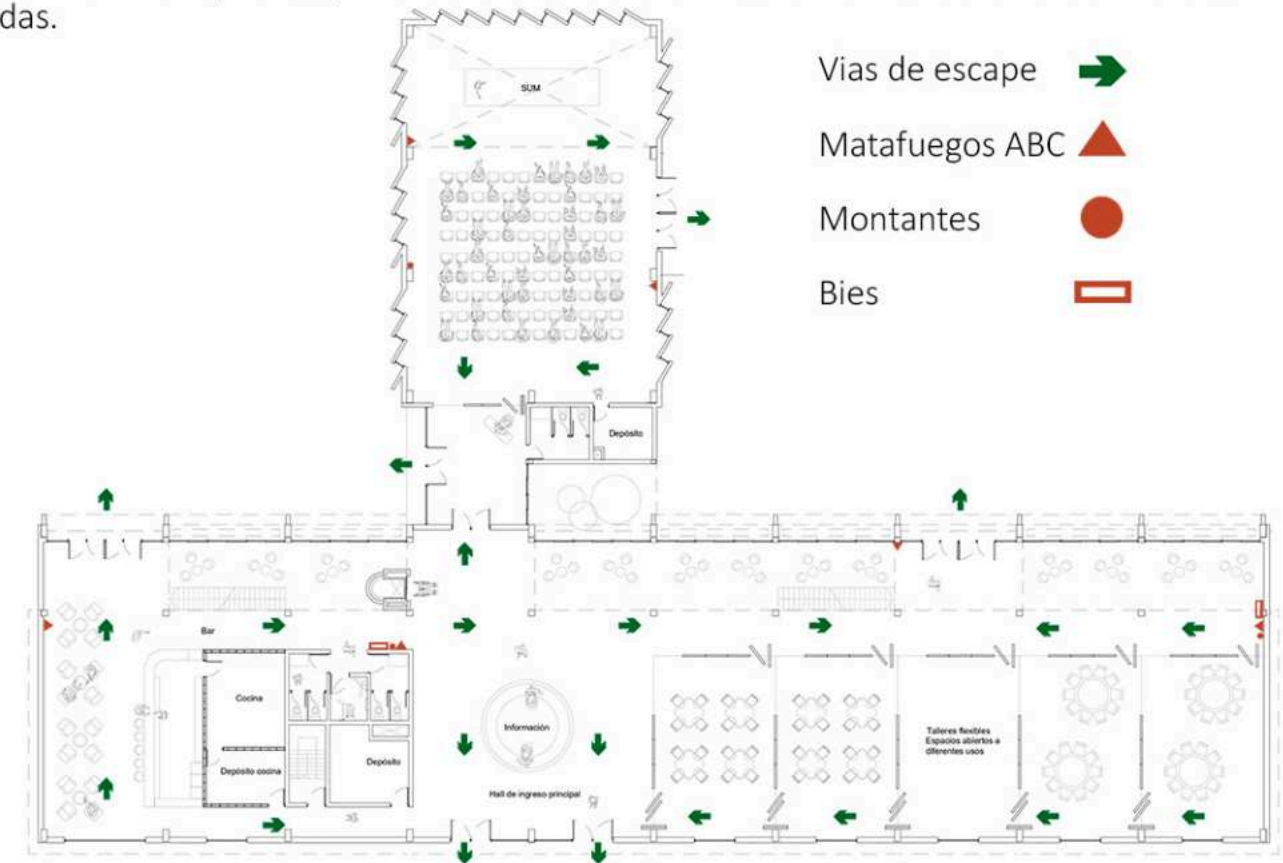 das.
Vias de escape
Matafuegos ABC
Montantes
Bies
SUM
Depósito
Bar
Cocina
Depósito cocina
Depósito
Información
Hall de ingreso principal
Talleres flexibles
Espacios abiertos a
diferentes usos